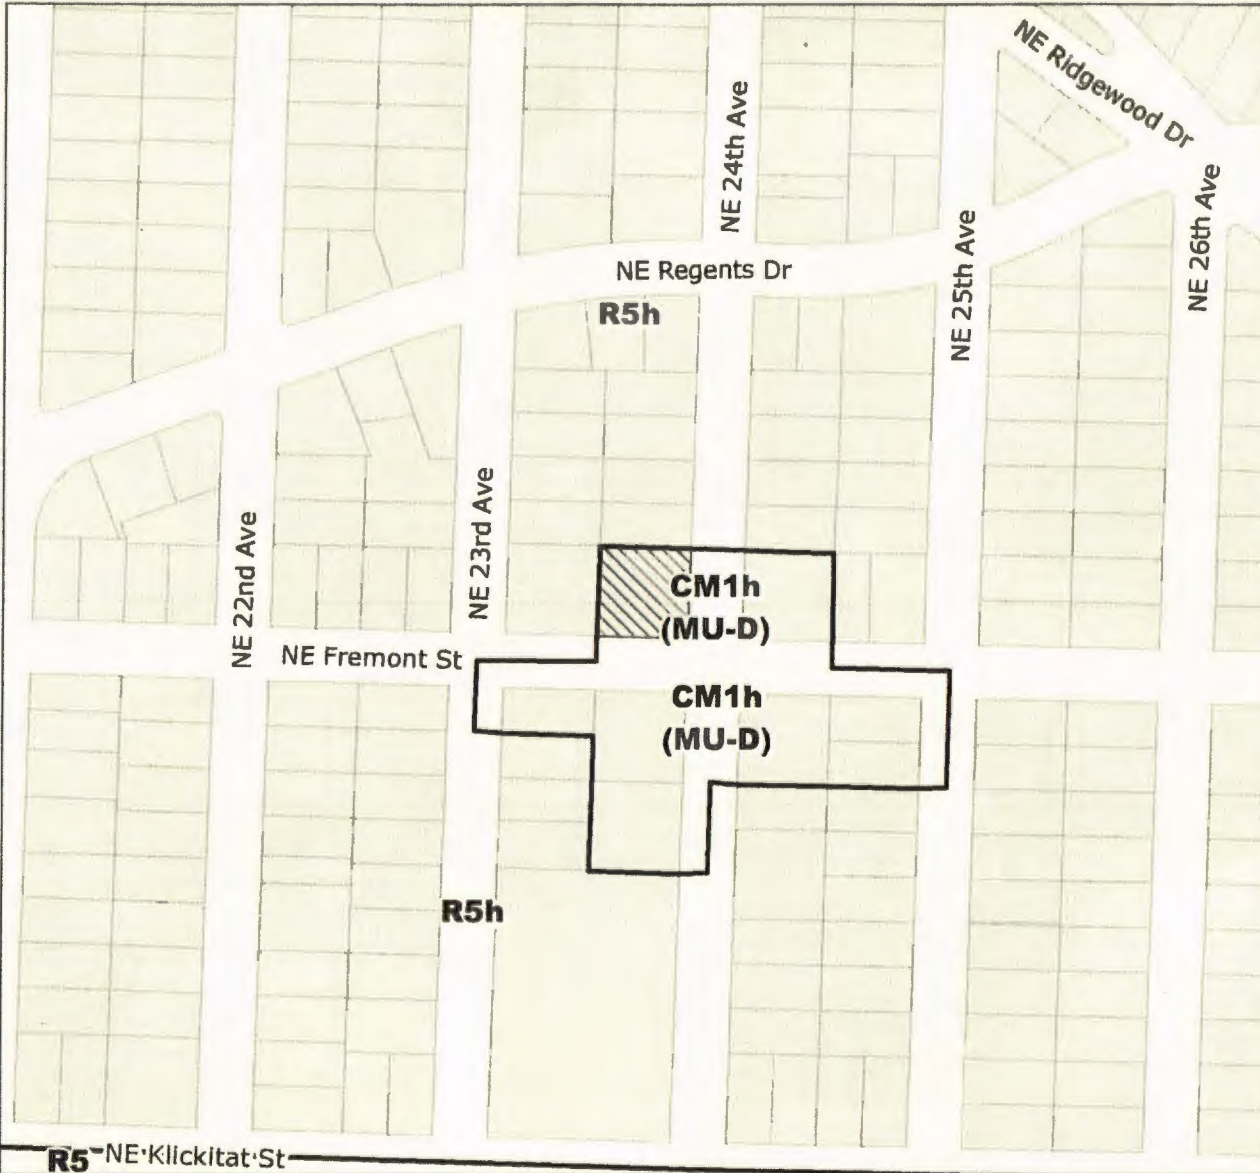 NE Ridgewood Dr
NE 24th Ave
NE 26th Ave
NE 25th Ave
NE Regents Dr
R5h
NE 23rd Ave
NE 22nd Ave
CM1h
(MU-D)
NE Fremont St
CM1h
(MU-D)
R5h
R5 NE Klickitat St